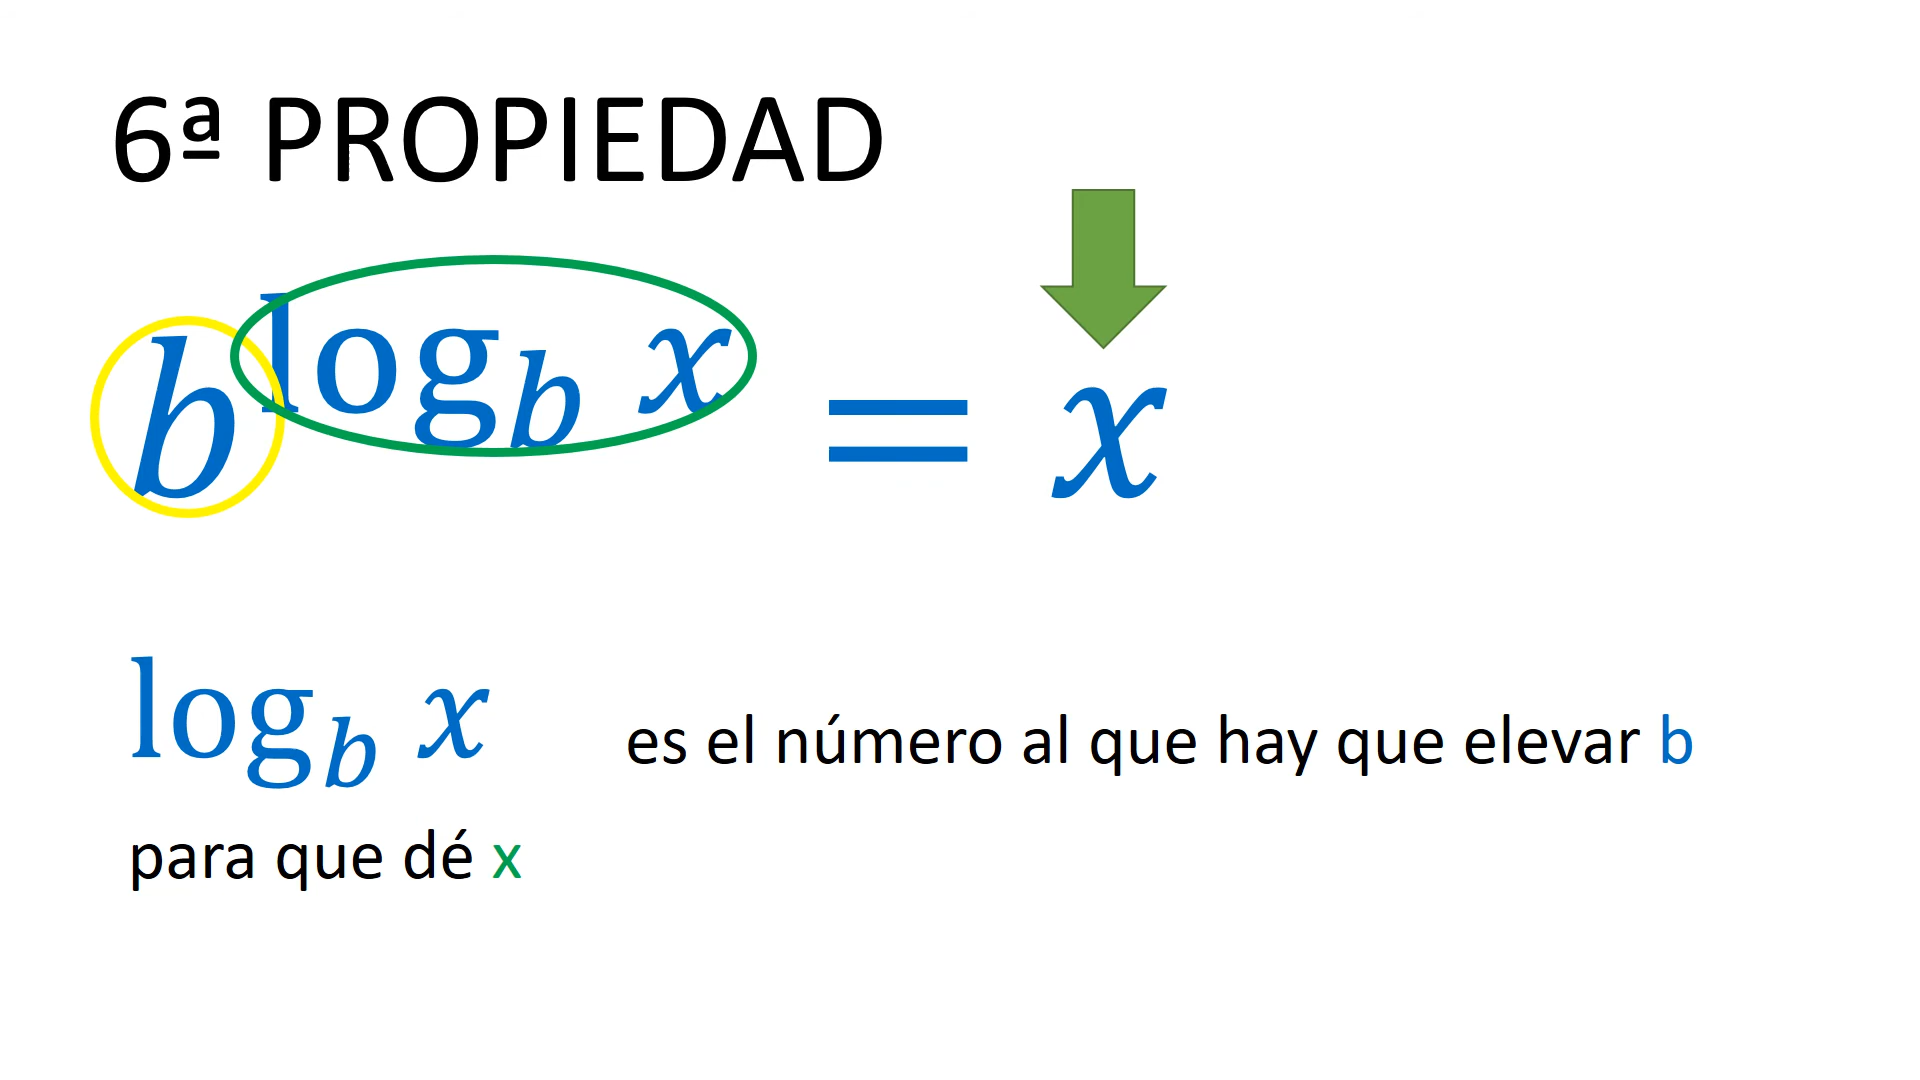 6ª PROPIEDAD
b^{log_b x} = x
log_b x es el número al que hay que elevar b
para que dé x